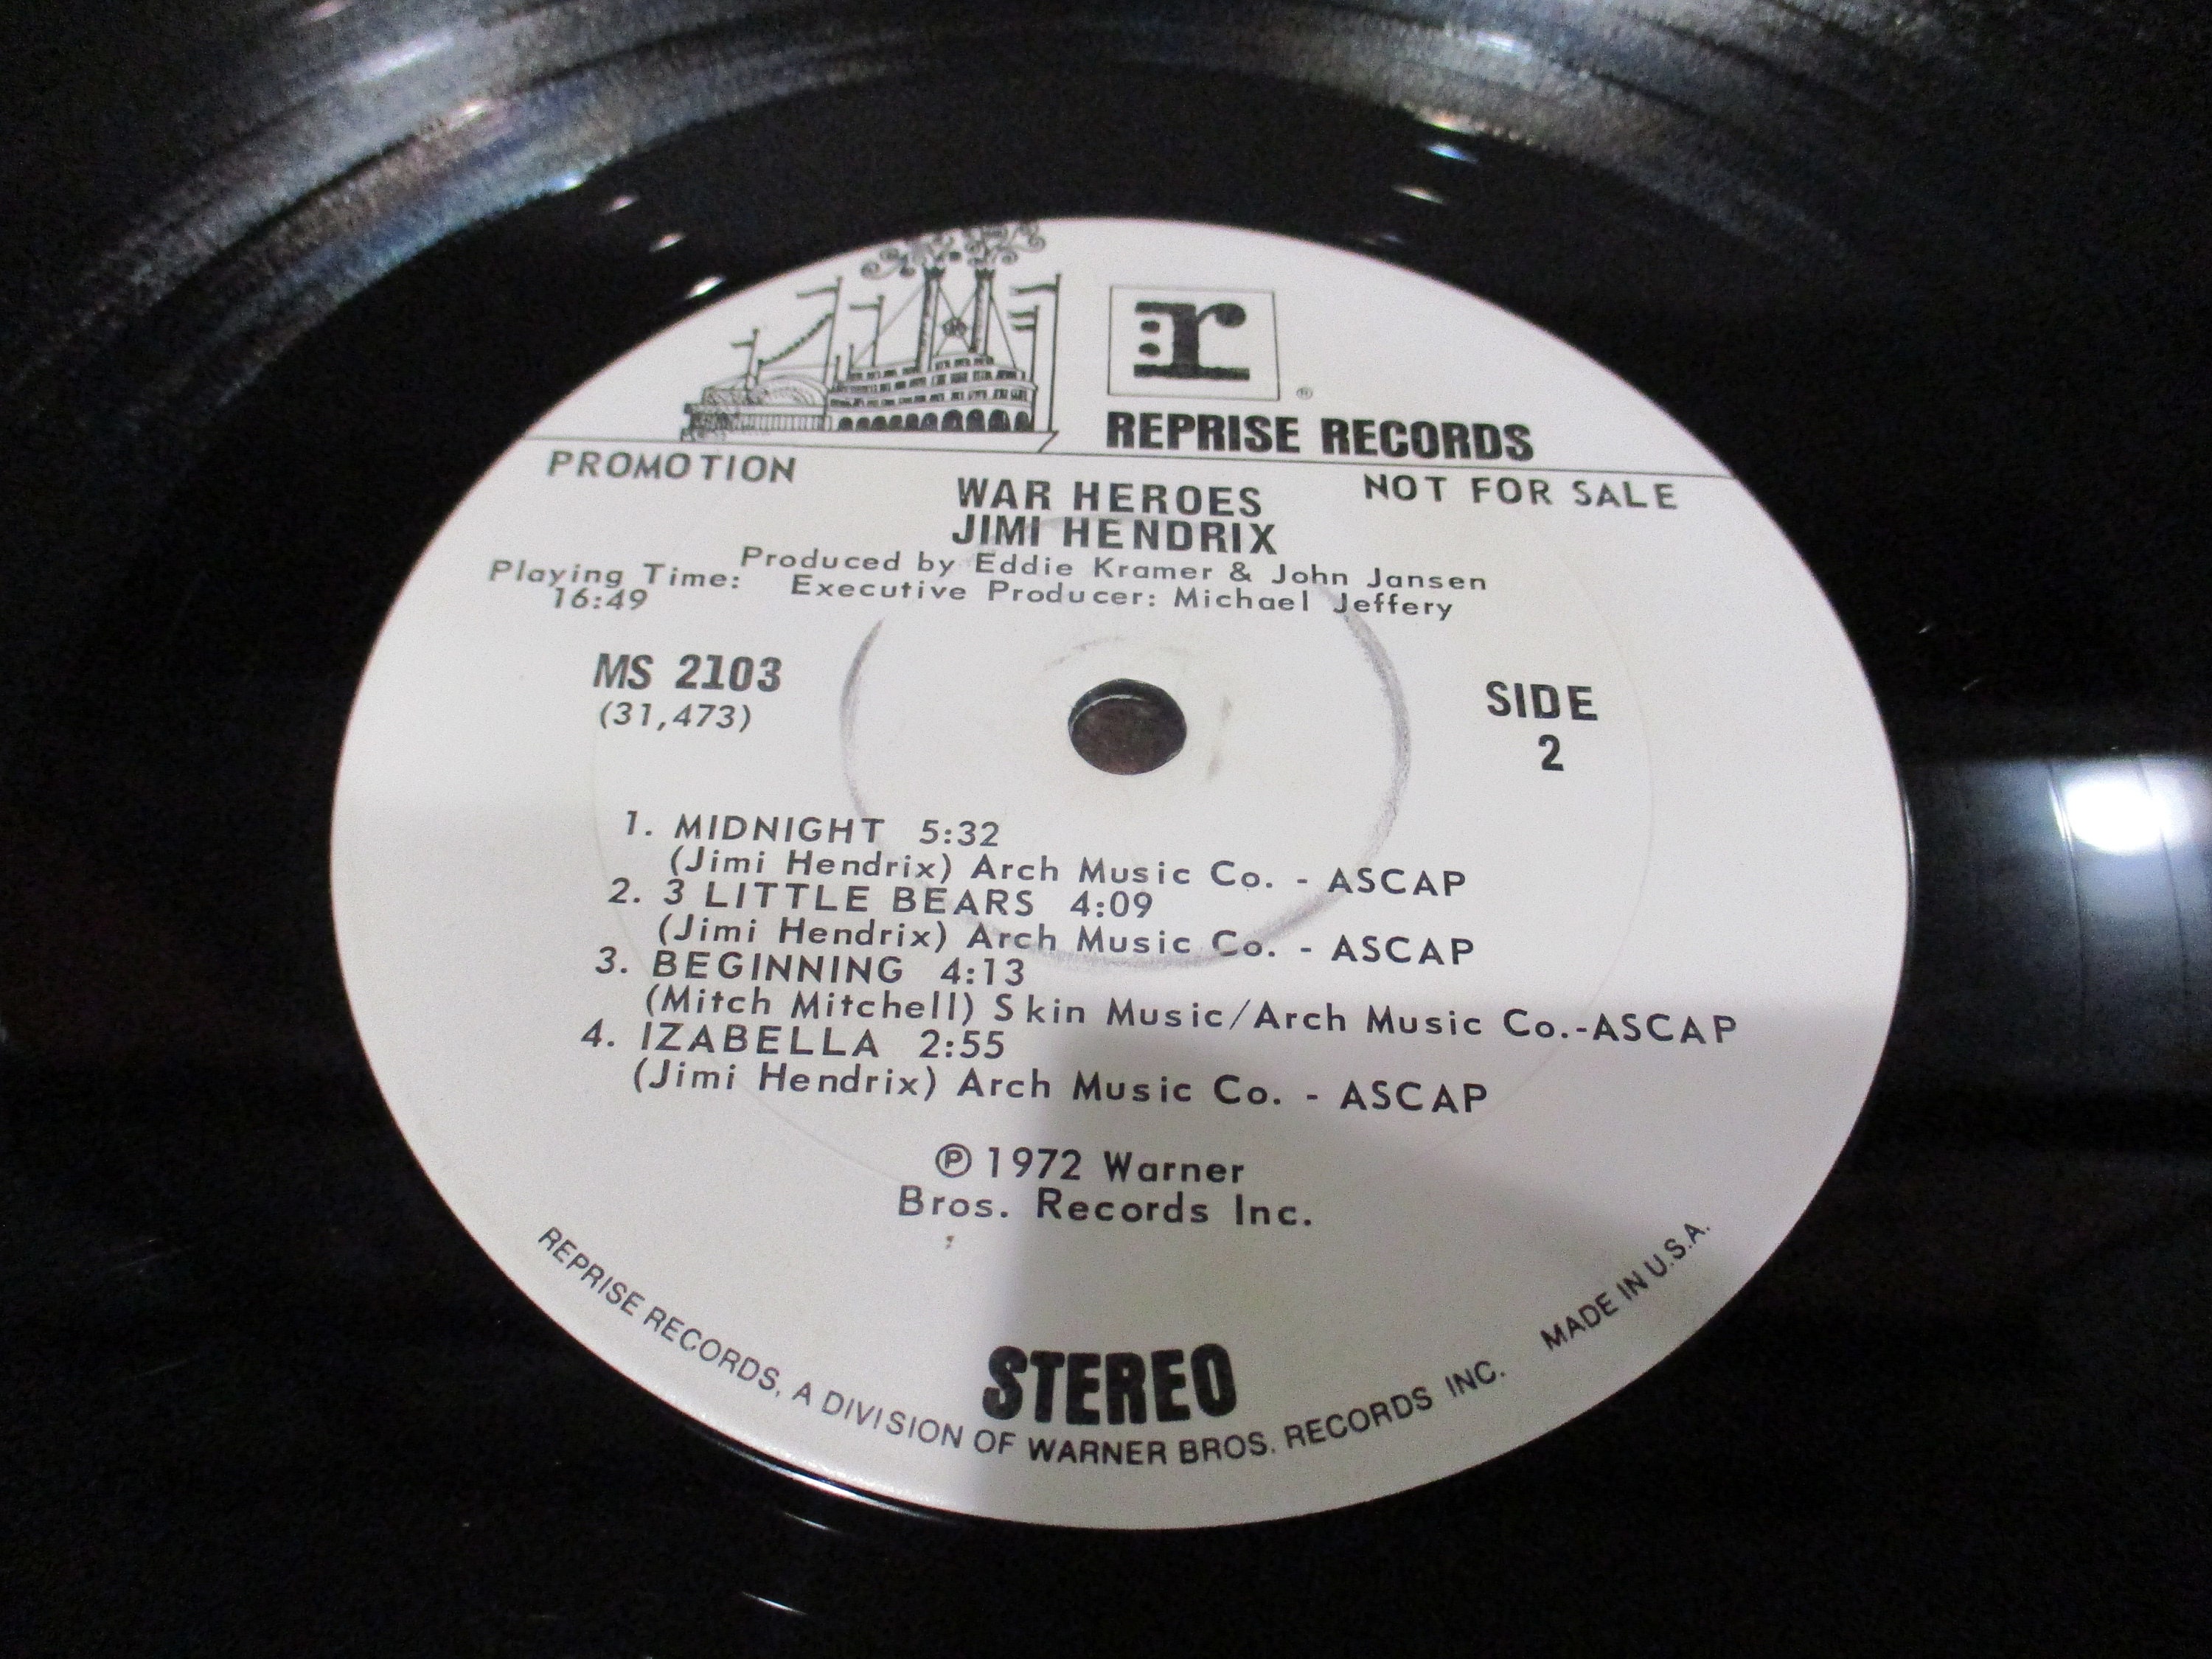 r ®
REPRISE RECORDS
PROMOTION
NOT FOR SALE
WAR HEROES
JIMI HENDRIX
Produced by Eddie Kramer & John Jansen
Playing Time: Executive Producer: Michael Jeffery
16:49
MS 2103
(31,473)
SIDE
2
1. MIDNIGHT 5:32
(Jimi Hendrix) Arch Music Co. - ASCAP
2. 3 LITTLE BEARS 4:09
(Jimi Hendrix) Arch Music Co. - ASCAP
3. BEGINNING 4:13
(Mitch Mitchell) Skin Music/Arch Music Co.-ASCAP
4. IZABELLA 2:55
(Jimi Hendrix) Arch Music Co. - ASCAP
℗ 1972 Warner
Bros. Records Inc.
STEREO
REPRISE RECORDS, A DIVISION OF WARNER BROS. RECORDS INC. MADE IN U.S.A.